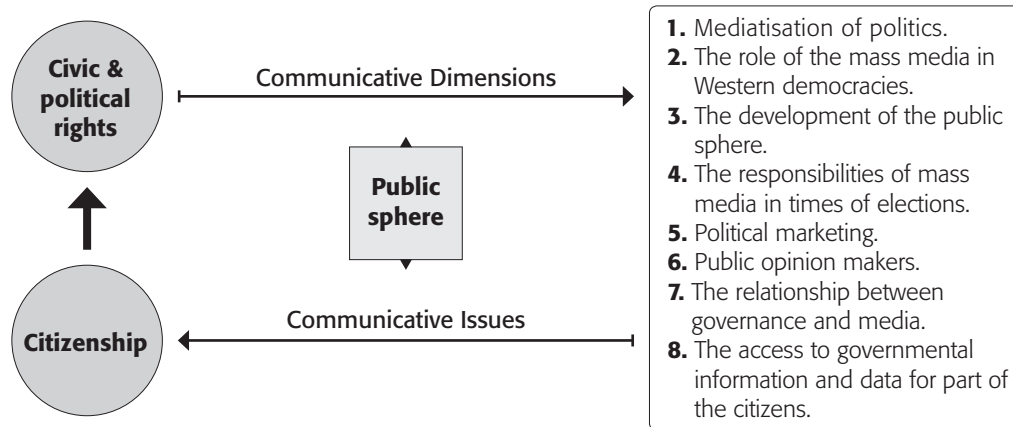 Civic &
political
rights
Communicative Dimensions
Public
sphere
Citizenship
Communicative Issues
1. Mediatisation of politics.
2. The role of the mass media in
Western democracies.
3. The development of the public
sphere.
4. The responsibilities of mass
media in times of elections.
5. Political marketing.
6. Public opinion makers.
7. The relationship between
governance and media.
8. The access to governmental
information and data for part of
the citizens.